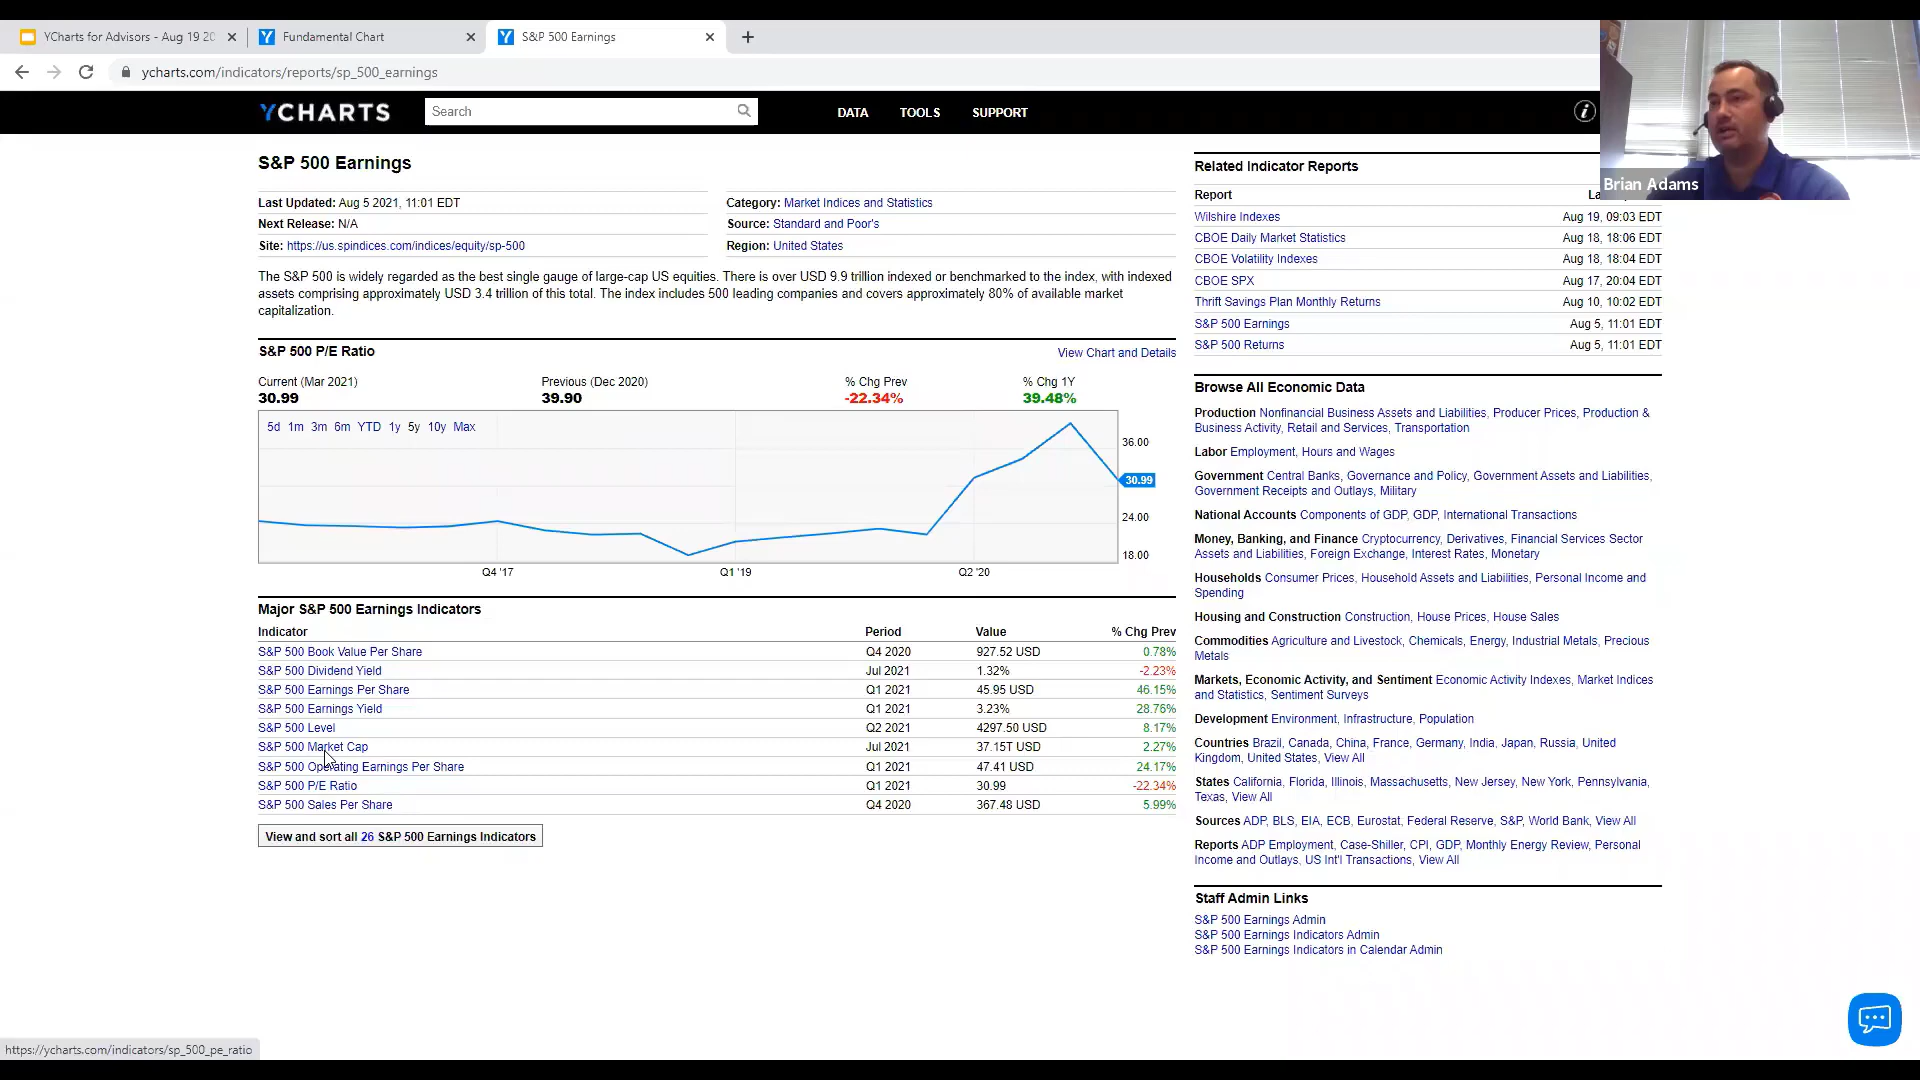 YCharts for Advisors - Aug 19 20
Fundamental Chart
S&P 500 Earnings
ycharts.com/indicators/reports/sp_500_earnings
YCHARTS
Search
DATA
TOOLS
SUPPORT
Brian Adams
S&P 500 Earnings
Last Updated: Aug 5 2021, 11:01 EDT
Category: Market Indices and Statistics
Next Release: N/A
Source: Standard and Poor's
Site: https://us.spindices.com/indices/equity/sp-500
Region: United States
The S&P 500 is widely regarded as the best single gauge of large-cap US equities. There is over USD 9.9 trillion indexed or benchmarked to the index, with indexed
assets comprising approximately USD 3.4 trillion of this total. The index includes 500 leading companies and covers approximately 80% of available market
capitalization.
S&P 500 P/E Ratio
View Chart and Details
Current (Mar 2021) Previous (Dec 2020) % Chg Prev % Chg 1Y
30.99 39.90 -22.34% 39.48%
5d 1m 3m 6m YTD 1y 5y 10y Max
36.00
30.99
24.00
18.00
Q4 '17 Q1 '19 Q2 '20
Major S&P 500 Earnings Indicators
Indicator Period Value % Chg Prev
S&P 500 Book Value Per Share Q4 2020 927.52 USD 0.78%
S&P 500 Dividend Yield Jul 2021 1.32% -2.23%
S&P 500 Earnings Per Share Q1 2021 45.95 USD 46.15%
S&P 500 Earnings Yield Q1 2021 3.23% 28.76%
S&P 500 Level Q2 2021 4297.50 USD 8.17%
S&P 500 Market Cap Jul 2021 37.15T USD 2.27%
S&P 500 Operating Earnings Per Share Q1 2021 47.41 USD 24.17%
S&P 500 P/E Ratio Q1 2021 30.99 -22.34%
S&P 500 Sales Per Share Q4 2020 367.48 USD 5.99%
View and sort all 26 S&P 500 Earnings Indicators
Related Indicator Reports
Report La
Wilshire Indexes Aug 19, 09:03 EDT
CBOE Daily Market Statistics Aug 18, 18:06 EDT
CBOE Volatility Indexes Aug 18, 18:04 EDT
CBOE SPX Aug 17, 20:04 EDT
Thrift Savings Plan Monthly Returns Aug 10, 10:02 EDT
S&P 500 Earnings Aug 5, 11:01 EDT
S&P 500 Returns Aug 5, 11:01 EDT
Browse All Economic Data
Production Nonfinancial Business Assets and Liabilities, Producer Prices, Production &
Business Activity, Retail and Services, Transportation
Labor Employment, Hours and Wages
Government Central Banks, Governance and Policy, Government Assets and Liabilities,
Government Receipts and Outlays, Military
National Accounts Components of GDP, GDP, International Transactions
Money, Banking, and Finance Cryptocurrency, Derivatives, Financial Services Sector
Assets and Liabilities, Foreign Exchange, Interest Rates, Monetary
Households Consumer Prices, Household Assets and Liabilities, Personal Income and
Spending
Housing and Construction Construction, House Prices, House Sales
Commodities Agriculture and Livestock, Chemicals, Energy, Industrial Metals, Precious
Metals
Markets, Economic Activity, and Sentiment Economic Activity Indexes, Market Indices
and Statistics, Sentiment Surveys
Development Environment, Infrastructure, Population
Countries Brazil, Canada, China, France, Germany, India, Japan, Russia, United
Kingdom, United States, View All
States California, Florida, Illinois, Massachusetts, New Jersey, New York, Pennsylvania,
Texas, View All
Sources ADP, BLS, EIA, ECB, Eurostat, Federal Reserve, S&P, World Bank, View All
Reports ADP Employment, Case-Shiller, CPI, GDP, Monthly Energy Review, Personal
Income and Outlays, US Int'l Transactions, View All
Staff Admin Links
S&P 500 Earnings Admin
S&P 500 Earnings Indicators Admin
S&P 500 Earnings Indicators in Calendar Admin
https://ycharts.com/indicators/sp_500_pe_ratio